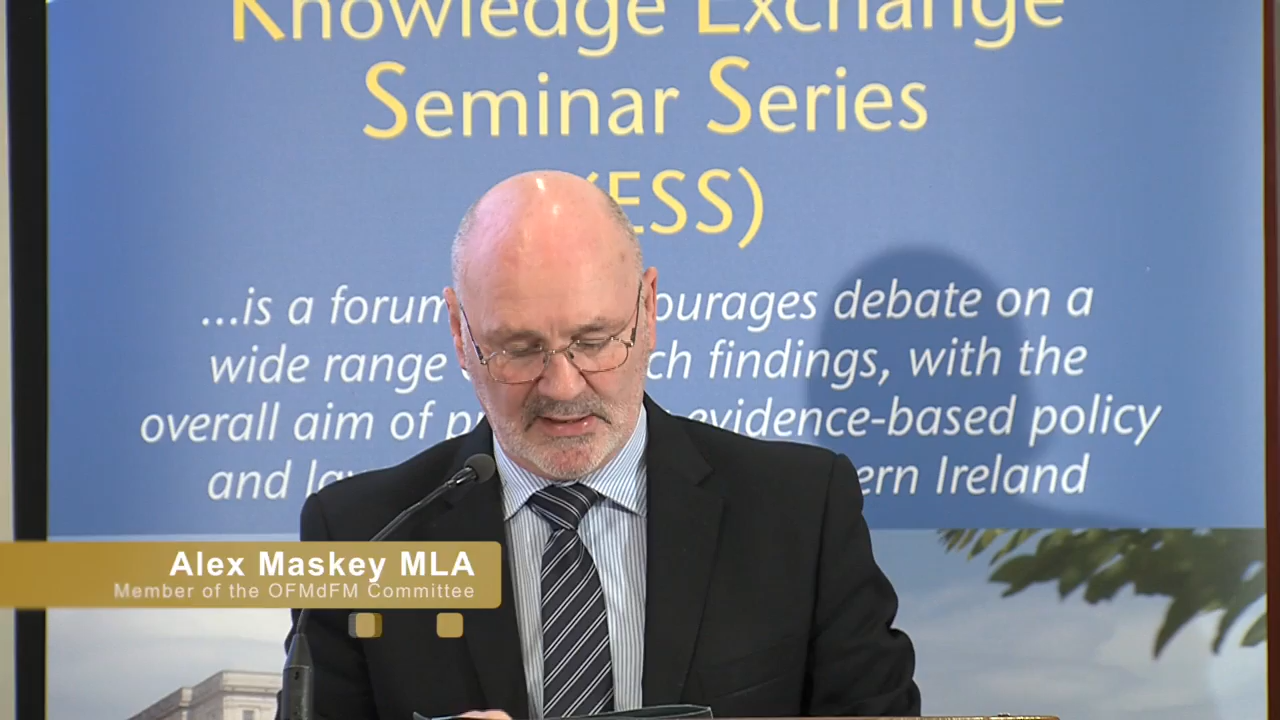 Knowledge Exchange
Seminar Series
ESS)
...is a forum ourages debate on a
wide range ch findings, with the
overall aim of p evidence-based policy
and la ern Ireland
Alex Maskey MLA
Member of the OFMdFM Committee